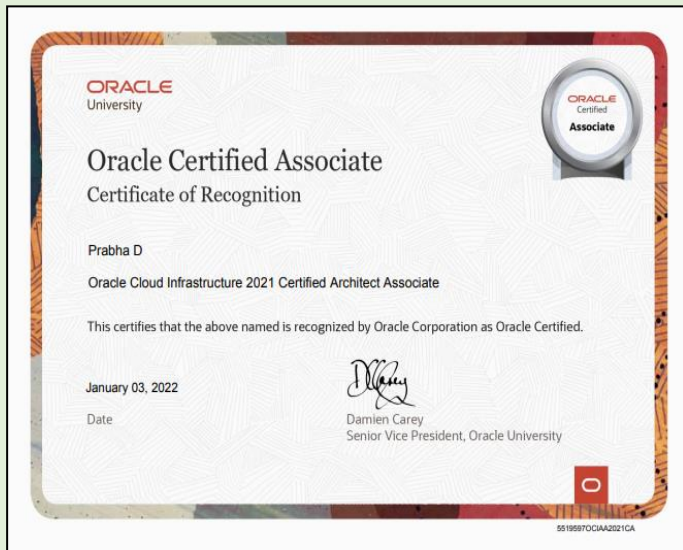 ORACLE
University
ORACLE
Certified
Associate
Oracle Certified Associate
Certificate of Recognition
Prabha D
Oracle Cloud Infrastructure 2021 Certified Architect Associate
This certifies that the above named is recognized by Oracle Corporation as Oracle Certified.
January 03, 2022
Date
DCarey
Damien Carey
Senior Vice President, Oracle University
5519597OCIAA2021CA